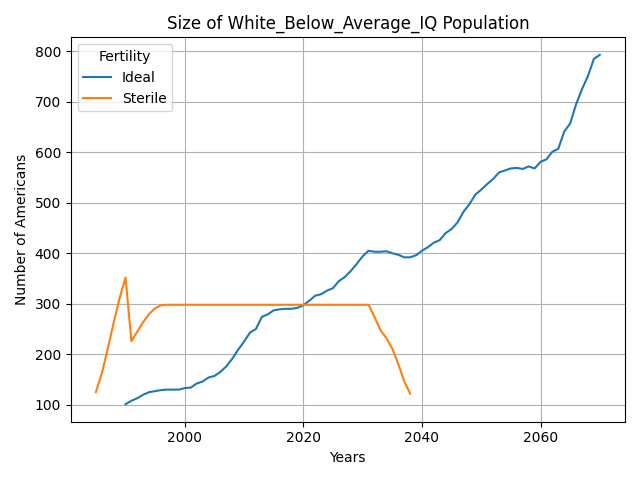 Size of White_Below_Average_IQ Population
Number of Americans
800
700
600
500
400
300
200
100
Fertility
Ideal
Sterile
2000 2020 2040 2060
Years